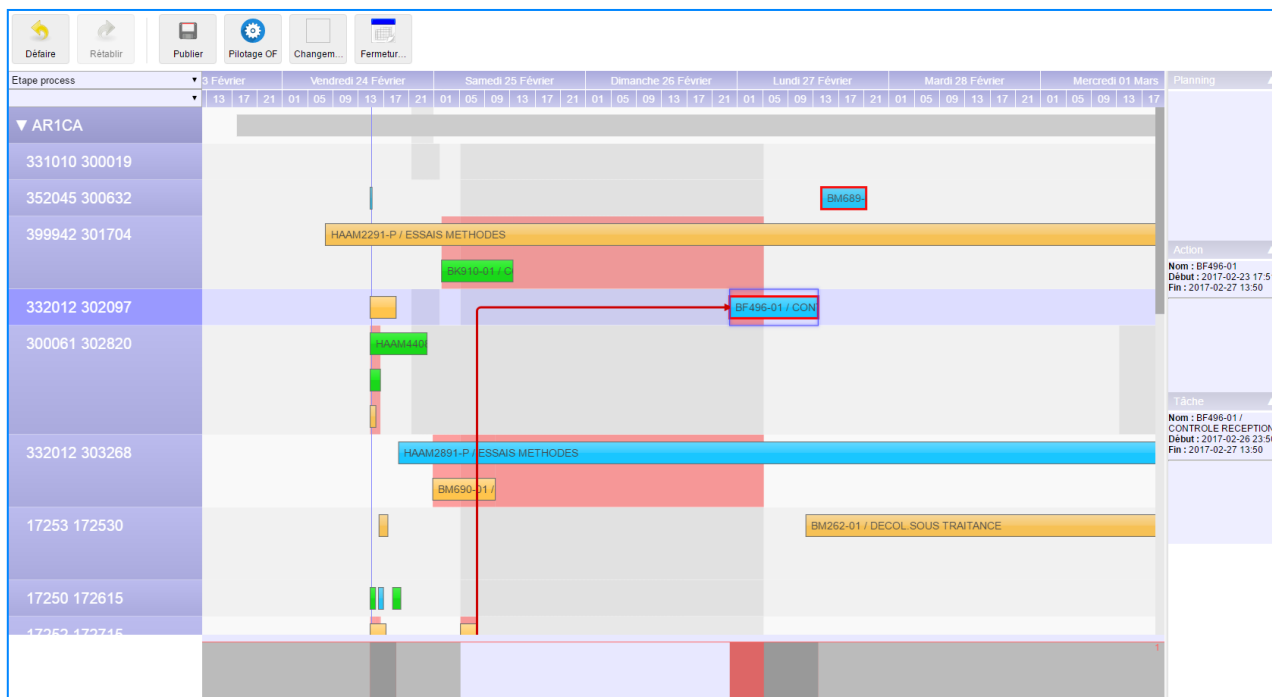 Défaire
Rétablir
Publier
Pilotage OF
Changem...
Fermetur...
Etape process
3 Février
Vendredi 24 Février
Samedi 25 Février
Dimanche 26 Février
Lundi 27 Février
Mardi 28 Février
Mercredi 01 Mars
Planning
13 17 21 01 05 09 13 17 21 01 05 09 13 17 21 01 05 09 13 17 21 01 05 09 13 17 21 01 05 09 13 17 21 01 05 09 13 17
AR1CA
331010 300019
352045 300632
BM689-
399942 301704
HAAM2291-P / ESSAIS METHODES
BK910-01 / C
332012 302097
BF496-01 / CON
300061 302820
HAAM440
332012 303268
HAAM2891-P / ESSAIS METHODES
BM690-01 /
17253 172530
BM262-01 / DECOL.SOUS TRAITANCE
17250 172615
17252 172715
Action
Nom : BF496-01
Début : 2017-02-23 17:5
Fin : 2017-02-27 13:50
Tâche
Nom : BF496-01 /
CONTROLE RECEPTION
Début : 2017-02-26 23:50
Fin : 2017-02-27 13:50
1